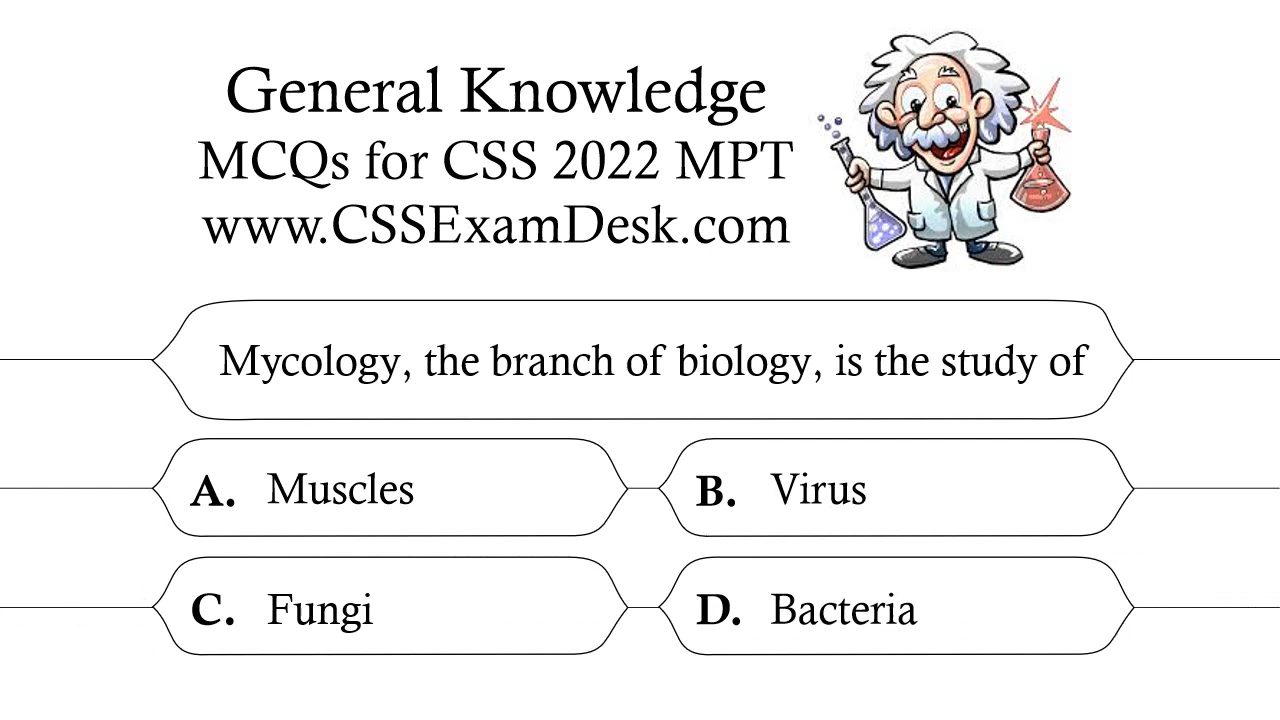 General Knowledge
MCQs for CSS 2022 MPT
www.CSSExamDesk.com
Mycology, the branch of biology, is the study of
A. Muscles
B. Virus
C. Fungi
D. Bacteria